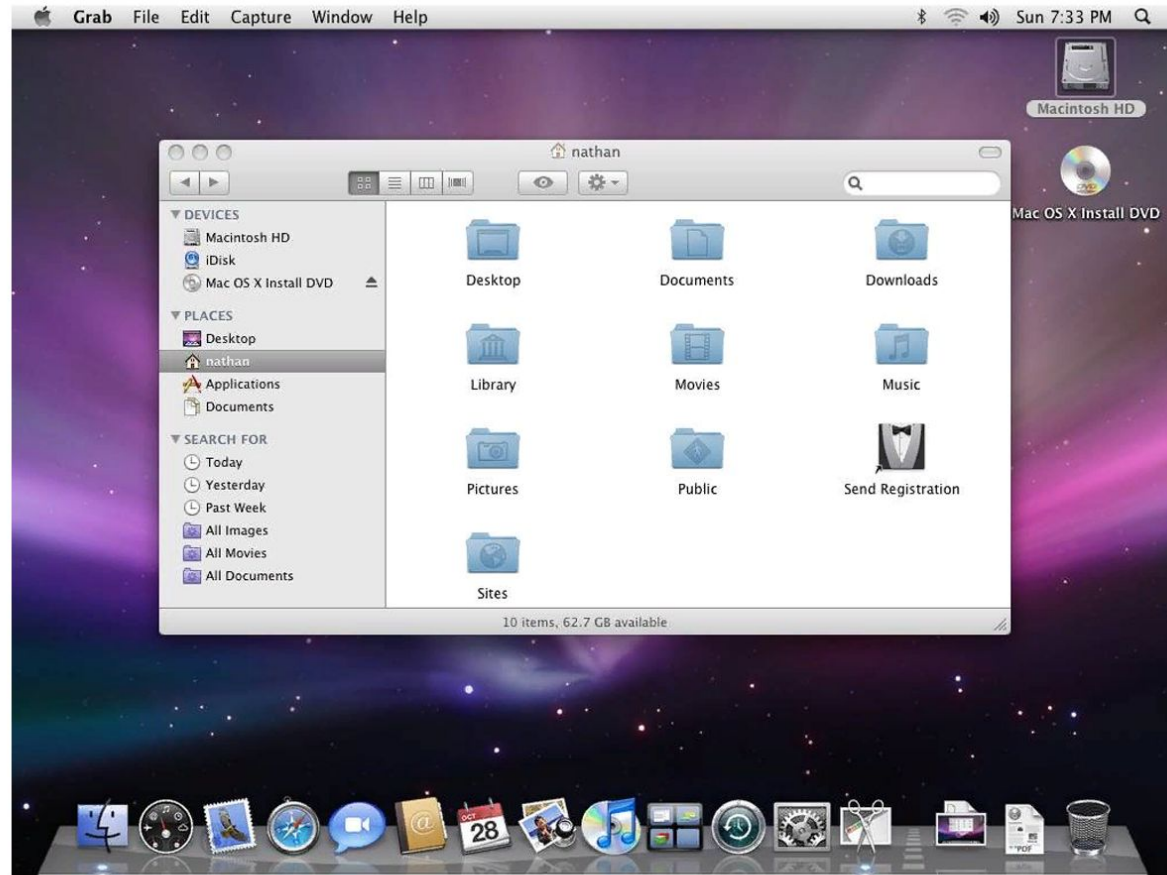 Grab File Edit Capture Window Help Sun 7:33 PM
Macintosh HD
Mac OS X Install DVD
nathan
DEVICES
Macintosh HD
iDisk
Mac OS X Install DVD
PLACES
Desktop
nathan
Applications
Documents
SEARCH FOR
Today
Yesterday
Past Week
All Images
All Movies
All Documents
Desktop Documents Downloads
Library Movies Music
Pictures Public Send Registration
Sites
10 items, 62.7 GB available
OCT
28
@
DVD
PDF